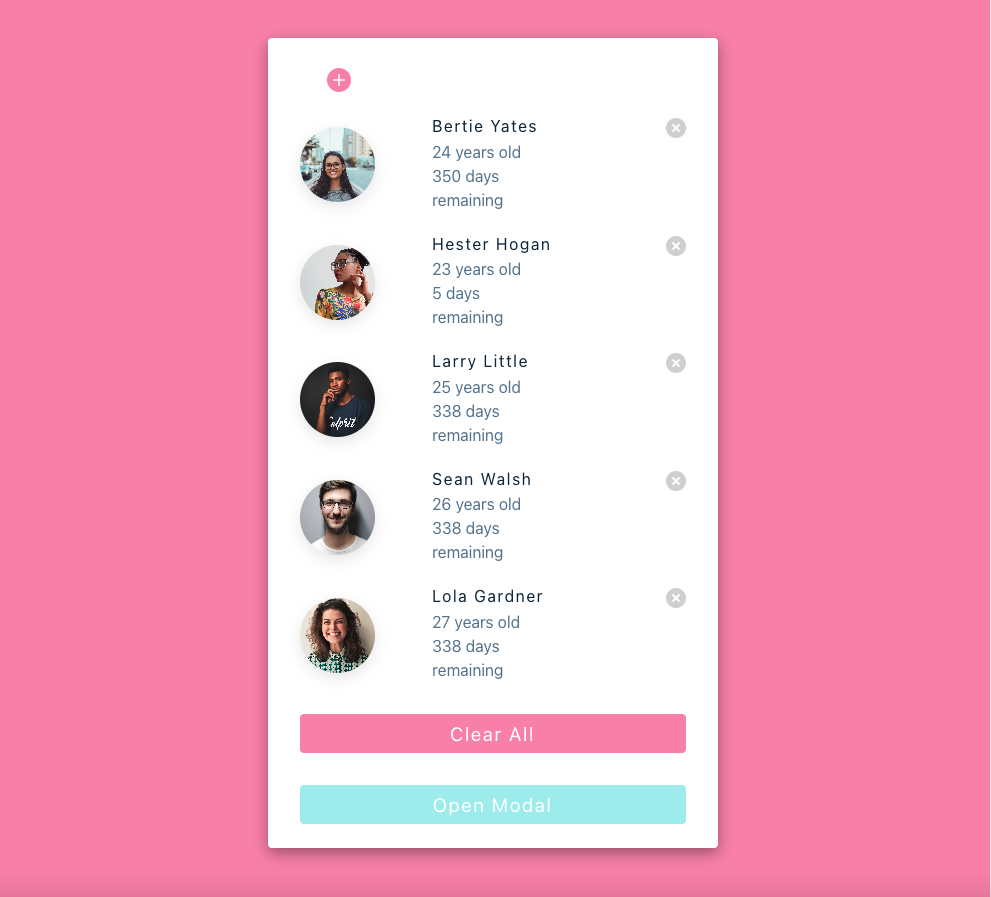 Bertie Yates
24 years old
350 days
remaining
Hester Hogan
23 years old
5 days
remaining
Larry Little
25 years old
338 days
remaining
Sean Walsh
26 years old
338 days
remaining
Lola Gardner
27 years old
338 days
remaining
Clear All
Open Modal